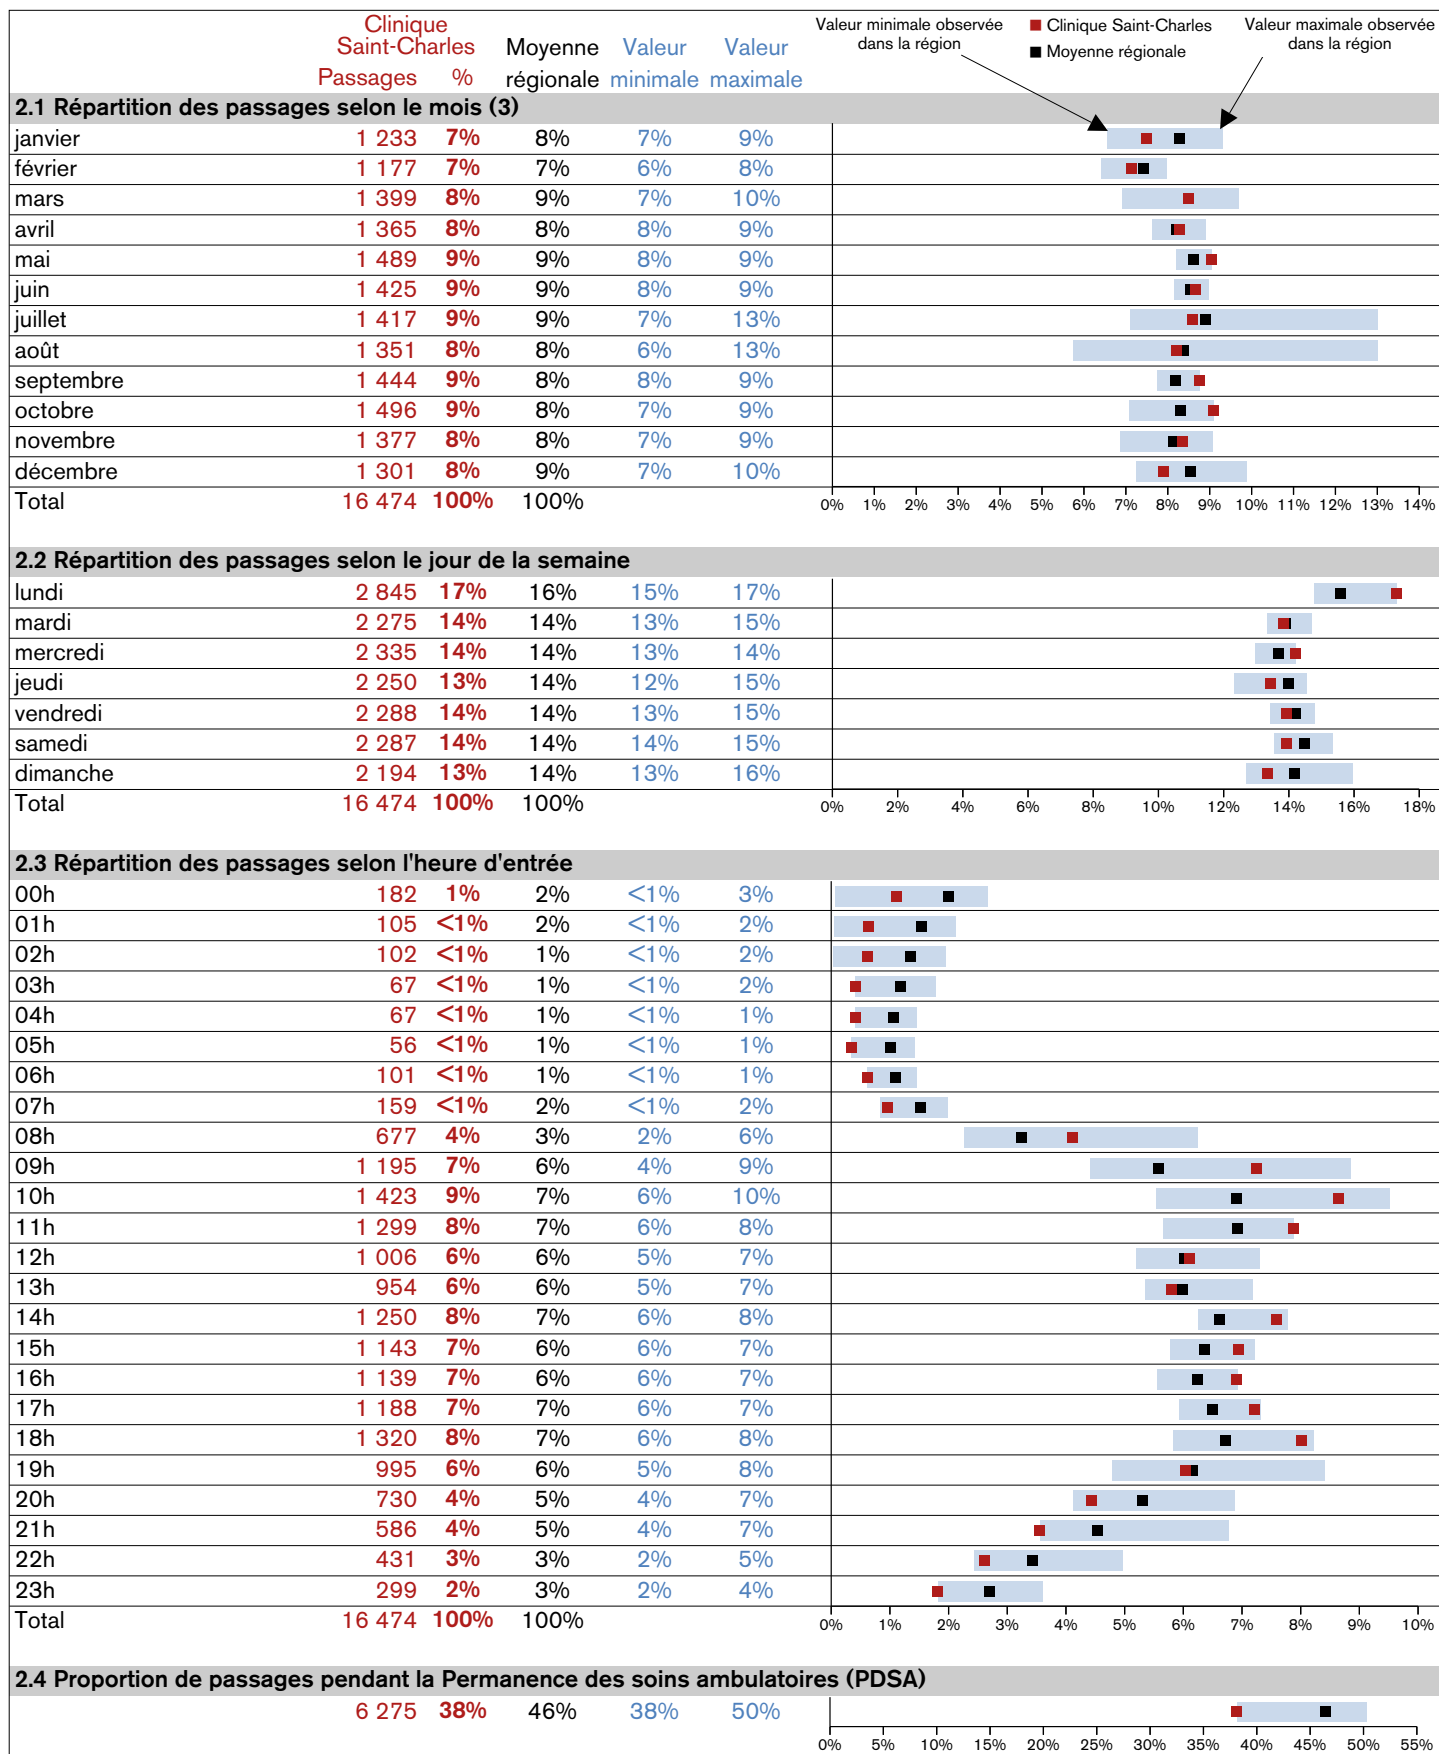 Clinique
Saint-Charles Moyenne Valeur Valeur
Passages % régionale minimale maximale
Valeur minimale observée
dans la région
Clinique Saint-Charles
Moyenne régionale
Valeur maximale observée
dans la région
2.1 Répartition des passages selon le mois (3)
janvier 1 233 7% 8% 7% 9%
février 1 177 7% 7% 6% 8%
mars 1 399 8% 9% 7% 10%
avril 1 365 8% 8% 8% 9%
mai 1 489 9% 9% 8% 9%
juin 1 425 9% 9% 8% 9%
juillet 1 417 9% 9% 7% 13%
août 1 351 8% 8% 6% 13%
septembre 1 444 9% 8% 8% 9%
octobre 1 496 9% 8% 7% 9%
novembre 1 377 8% 8% 7% 9%
décembre 1 301 8% 9% 7% 10%
Total 16 474 100% 100%
0% 1% 2% 3% 4% 5% 6% 7% 8% 9% 10% 11% 12% 13% 14%
2.2 Répartition des passages selon le jour de la semaine
lundi 2 845 17% 16% 15% 17%
mardi 2 275 14% 14% 13% 15%
mercredi 2 335 14% 14% 13% 14%
jeudi 2 250 13% 14% 12% 15%
vendredi 2 288 14% 14% 13% 15%
samedi 2 287 14% 14% 14% 15%
dimanche 2 194 13% 14% 13% 16%
Total 16 474 100% 100%
0% 2% 4% 6% 8% 10% 12% 14% 16% 18%
2.3 Répartition des passages selon l'heure d'entrée
00h 182 1% 2% <1% 3%
01h 105 <1% 2% <1% 2%
02h 102 <1% 1% <1% 2%
03h 67 <1% 1% <1% 2%
04h 67 <1% 1% <1% 1%
05h 56 <1% 1% <1% 1%
06h 101 <1% 1% <1% 1%
07h 159 <1% 2% <1% 2%
08h 677 4% 3% 2% 6%
09h 1 195 7% 6% 4% 9%
10h 1 423 9% 7% 6% 10%
11h 1 299 8% 7% 6% 8%
12h 1 006 6% 6% 5% 7%
13h 954 6% 6% 5% 7%
14h 1 250 8% 7% 6% 8%
15h 1 143 7% 6% 6% 7%
16h 1 139 7% 6% 6% 7%
17h 1 188 7% 7% 6% 7%
18h 1 320 8% 7% 6% 8%
19h 995 6% 6% 5% 8%
20h 730 4% 5% 4% 7%
21h 586 4% 5% 4% 7%
22h 431 3% 3% 2% 5%
23h 299 2% 3% 2% 4%
Total 16 474 100% 100%
0% 1% 2% 3% 4% 5% 6% 7% 8% 9% 10%
2.4 Proportion de passages pendant la Permanence des soins ambulatoires (PDSA)
6 275 38% 46% 38% 50%
0% 5% 10% 15% 20% 25% 30% 35% 40% 45% 50% 55%